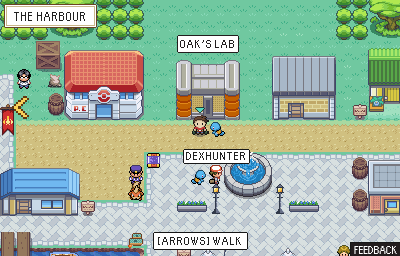 THE HARBOUR
OAK'S LAB
P.C
DEXHUNTER
[ARROWS] WALK
FEEDBACK